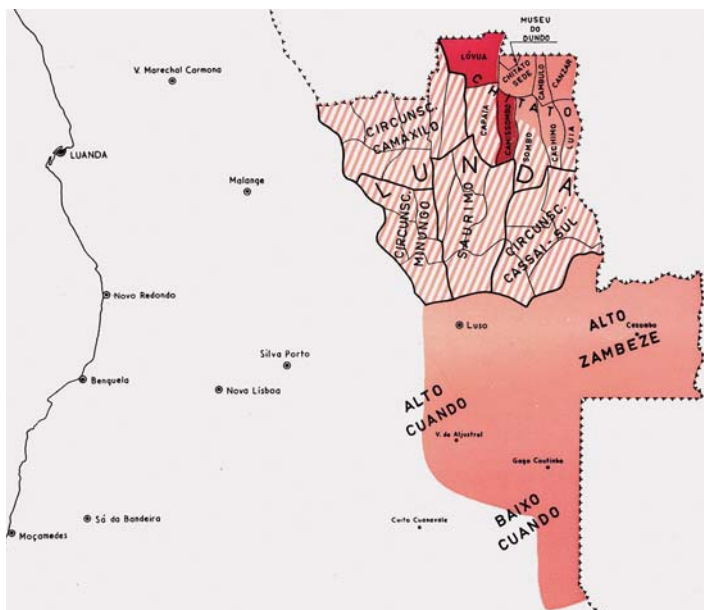 MUSEU
DO
DUNDO
LÓVUA
CHITATO
SEDE
CAMBULO
CANZAR
CHITATO
V. Marechal Carmona
CIRCUNSC.
CAMAXILO
CAPAIA
CAMISSOMBO
SOMBO
CACHIMO
LUIA
LUANDA
LUNDA
Malange
CIRCUNSC.
MINUNGO
SAURIMO
CIRCUNSC.
CASSAI-SUL
Novo Redondo
Luso
ALTO
ZAMBEZE
Cazombo
Silva Porto
Benguela
Nova Lisboa
ALTO
CUANDO
V. de Aljustrel
Gago Coutinho
BAIXO
CUANDO
Sá da Bandeira
Cuito Cuanavale
Moçamedes